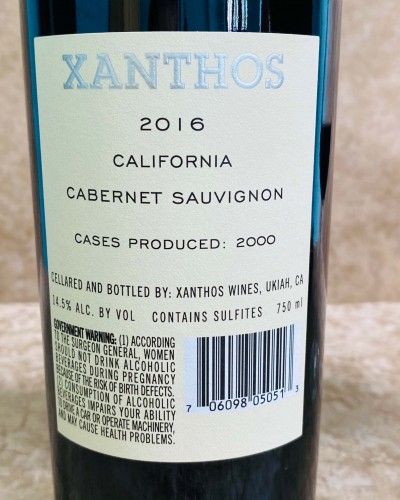 XANTHOS
2016
CALIFORNIA
CABERNET SAUVIGNON
CASES PRODUCED: 2000
CELLARED AND BOTTLED BY: XANTHOS WINES, UKIAH, CA
14.5% ALC. BY VOL CONTAINS SULFITES 750 ml
GOVERNMENT WARNING: (1) ACCORDING
TO THE SURGEON GENERAL, WOMEN
SHOULD NOT DRINK ALCOHOLIC
BEVERAGES DURING PREGNANCY
BECAUSE OF THE RISK OF BIRTH DEFECTS.
(2) CONSUMPTION OF ALCOHOLIC
BEVERAGES IMPAIRS YOUR ABILITY
TO DRIVE A CAR OR OPERATE MACHINERY,
AND MAY CAUSE HEALTH PROBLEMS.
7 06098 05051 3